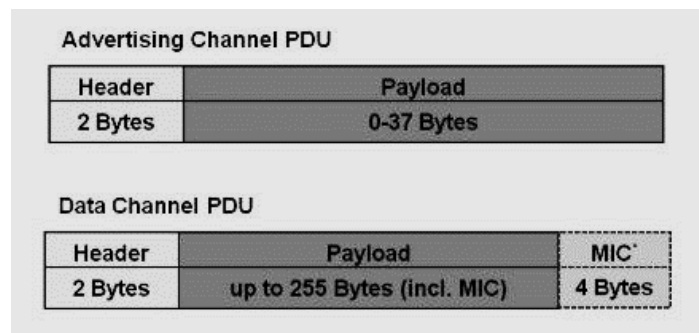 Advertising Channel PDU
Header Payload
2 Bytes 0-37 Bytes
Data Channel PDU
Header Payload MIC*
2 Bytes up to 255 Bytes (incl. MIC) 4 Bytes